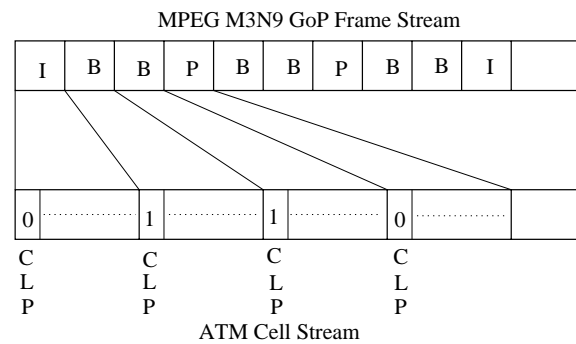 MPEG M3N9 GoP Frame Stream
I B B P B B P B B I
0 1 1 0
C C C C
L L L L
P P P P
ATM Cell Stream